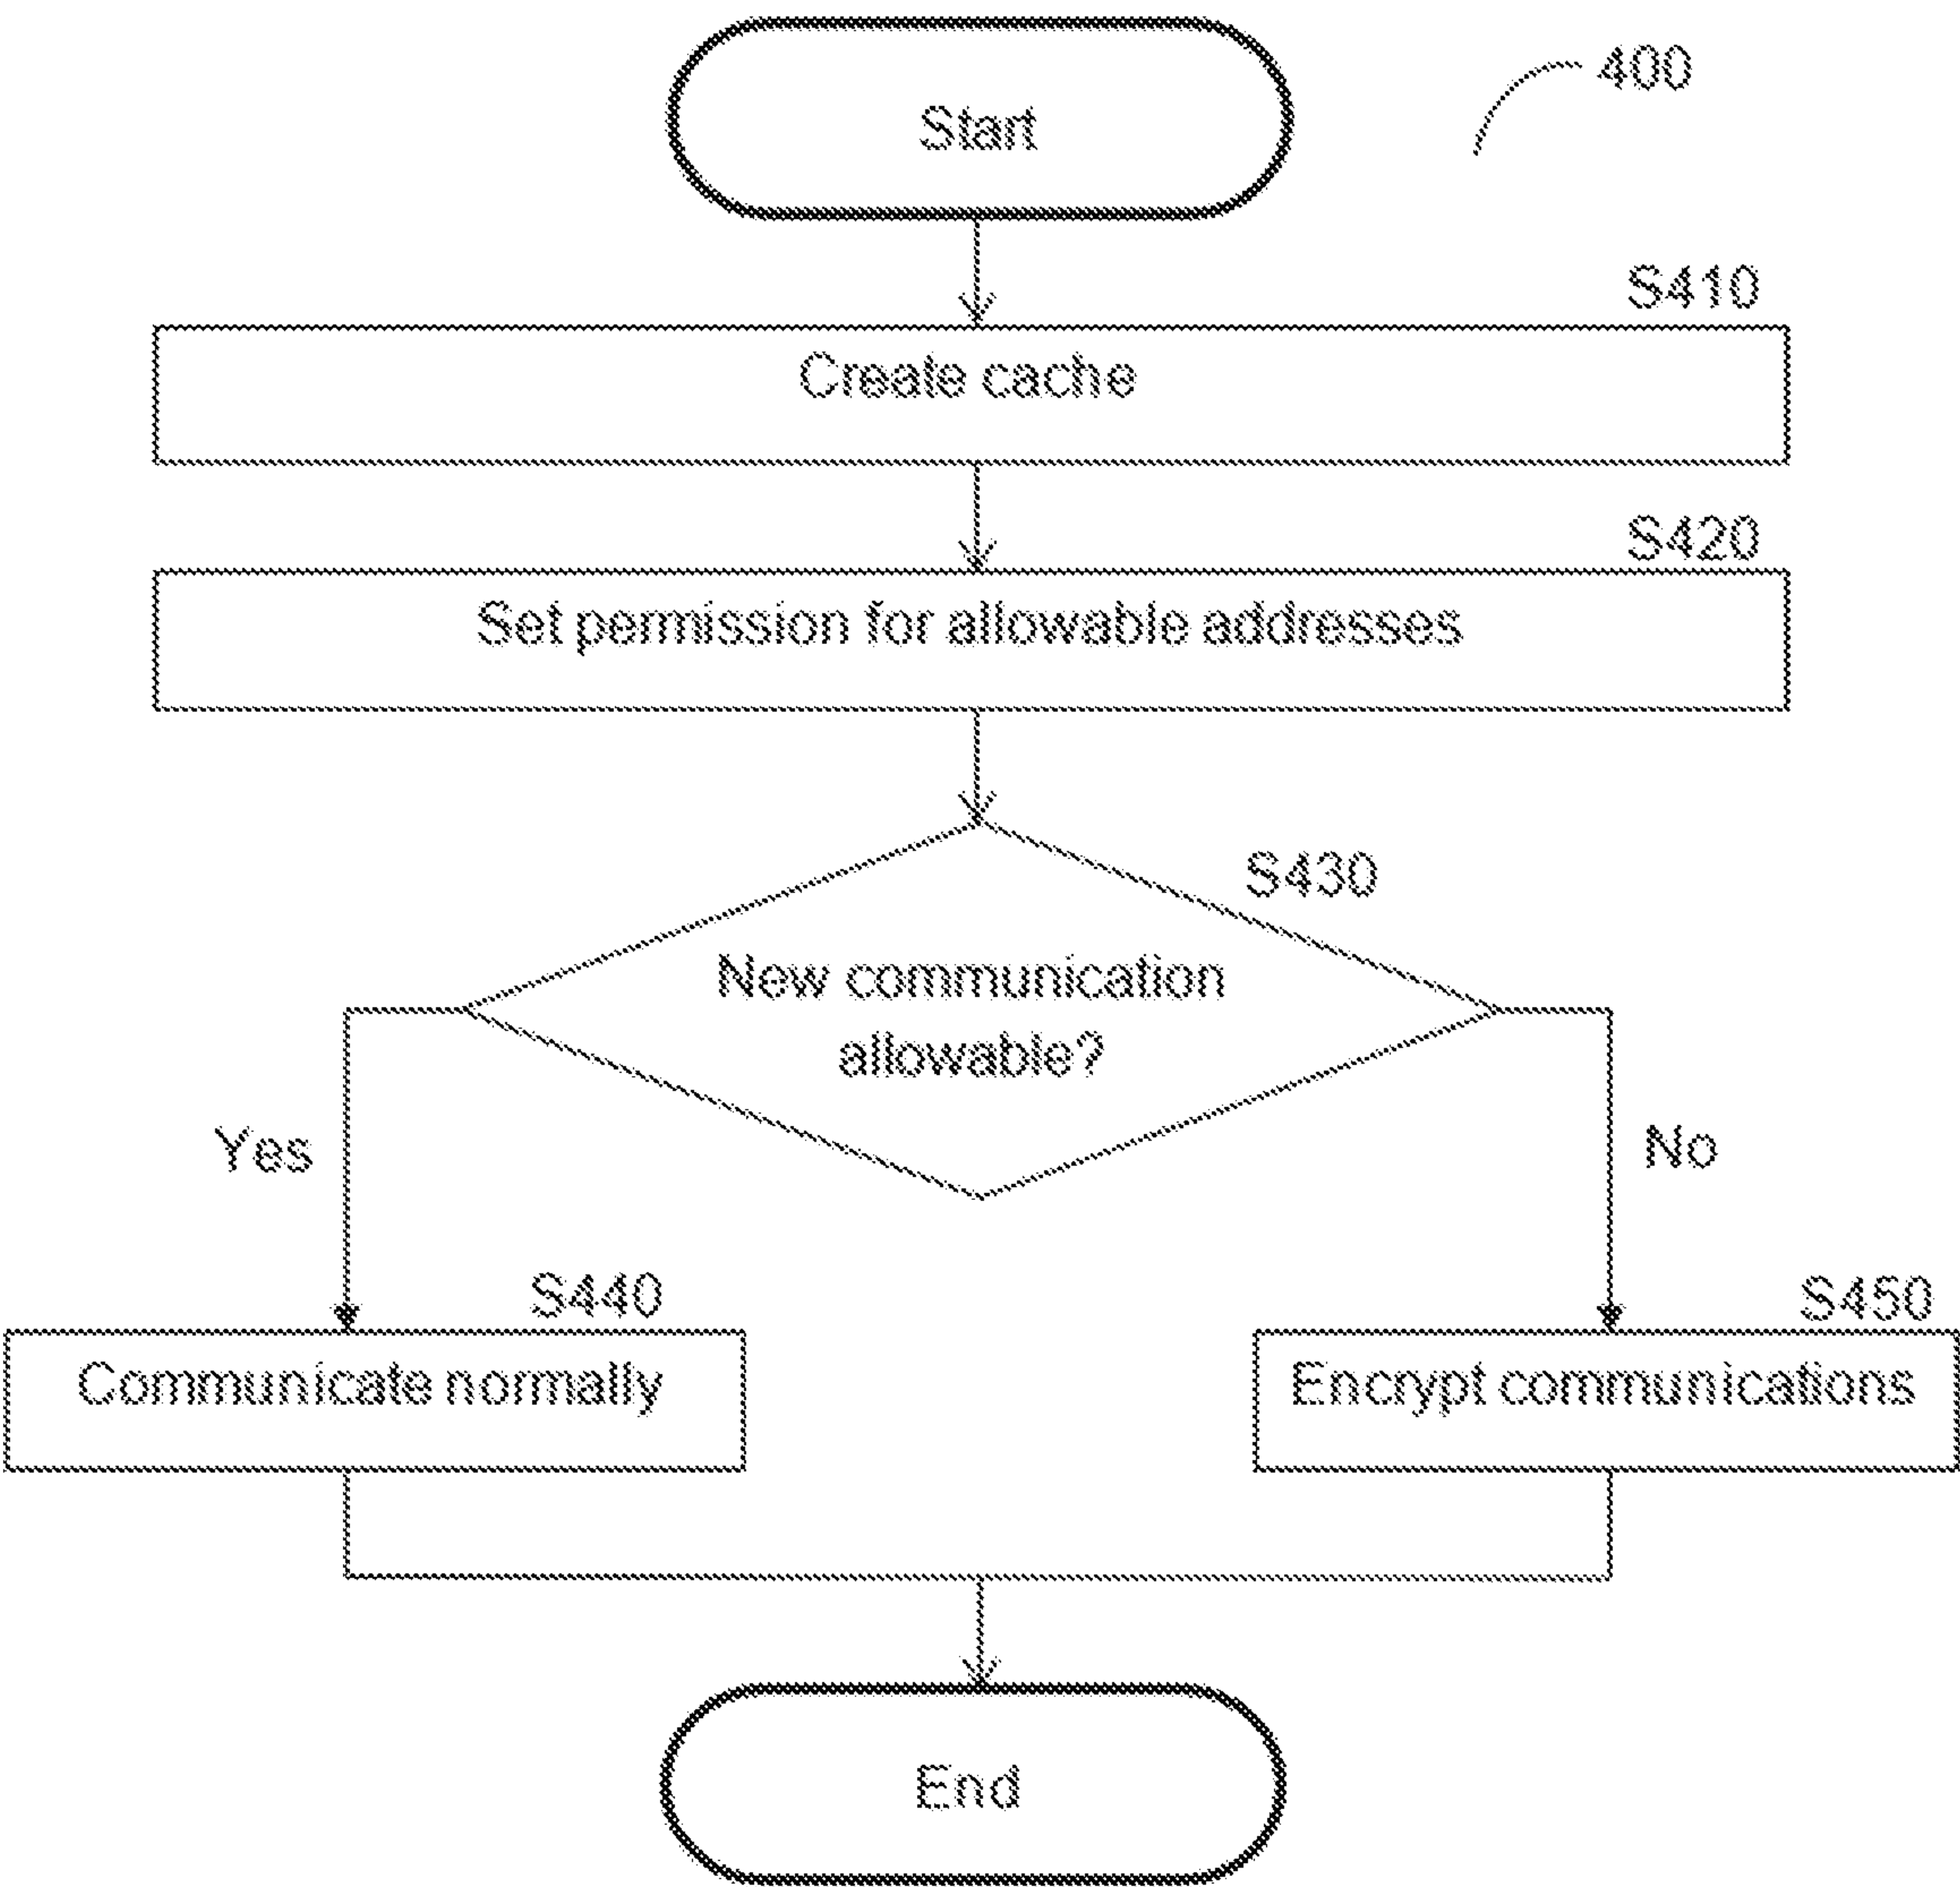 Start
400
S410
Create cache
S420
Set permission for allowable addresses
S430
New communication
allowable?
Yes
No
S440
S450
Communicate normally
Encrypt communications
End